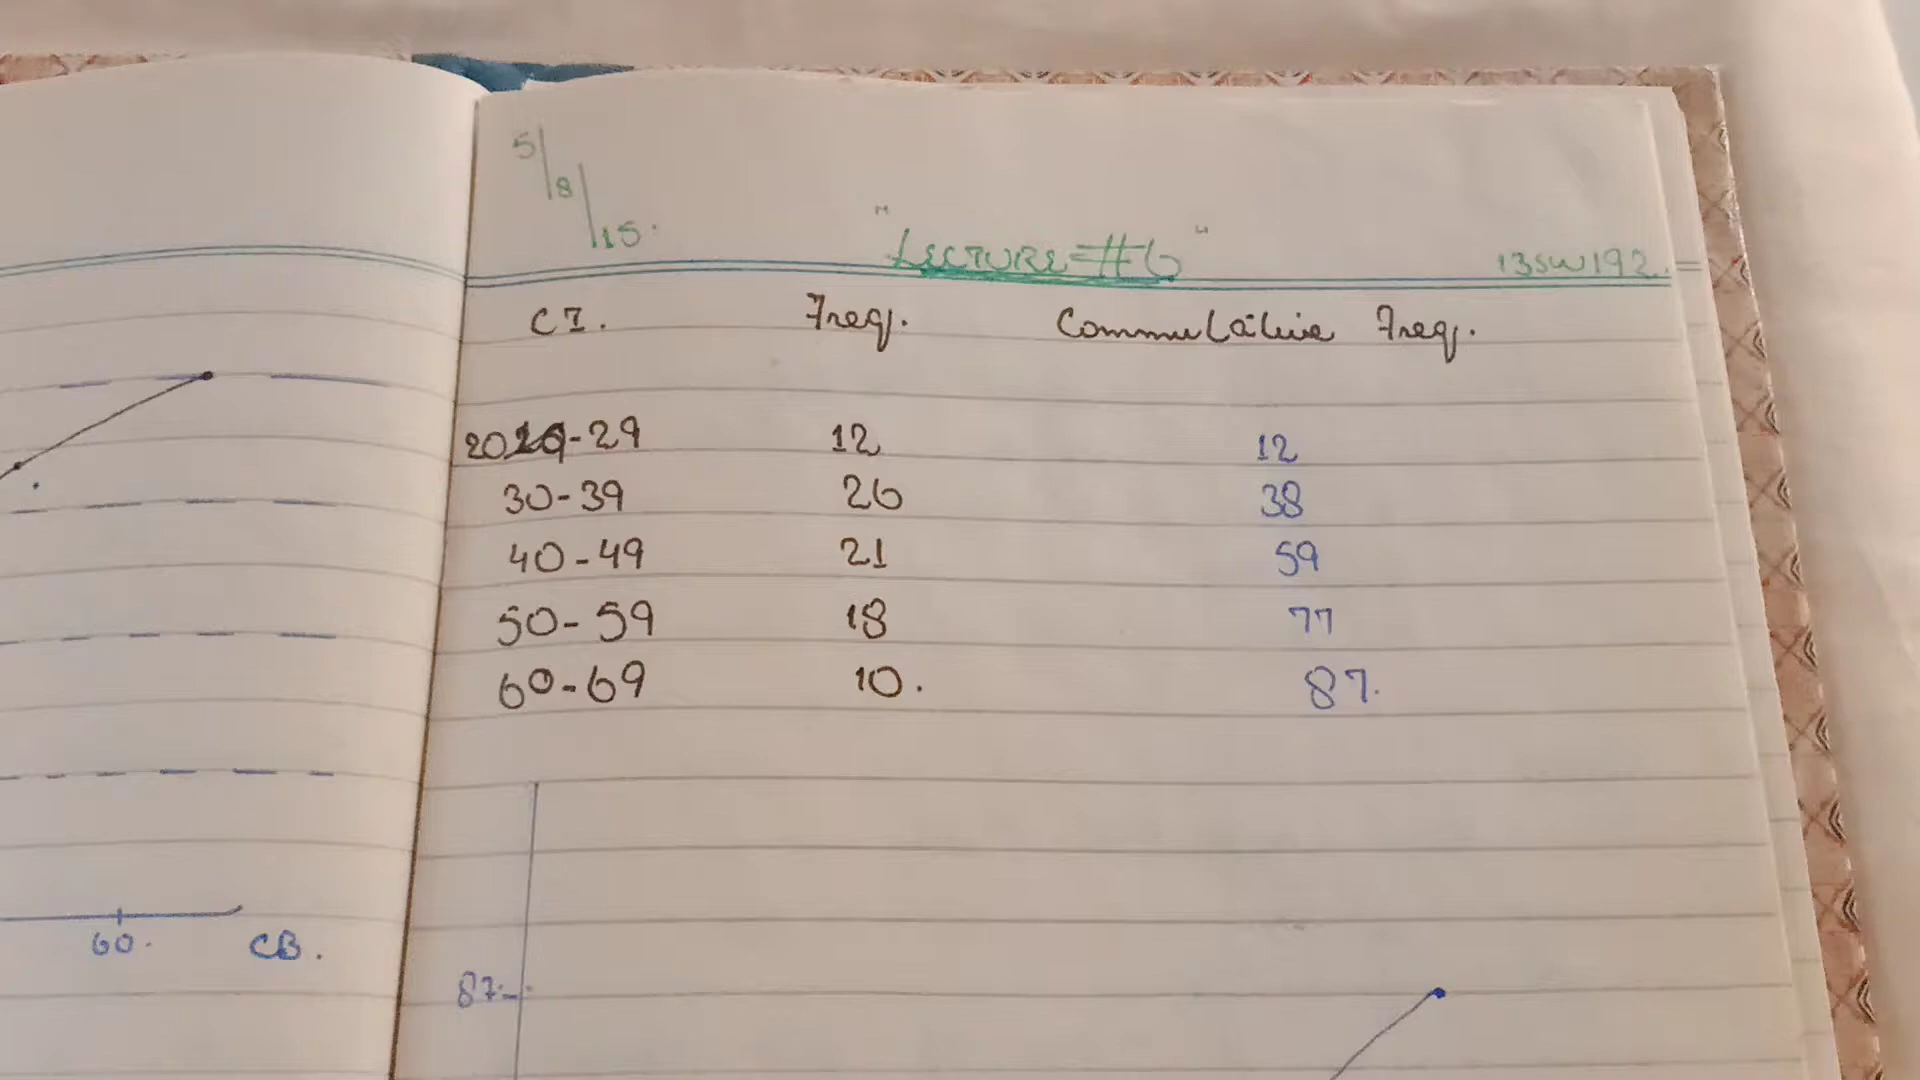 5/8/15.
"LECTURE #6"
13SW192.
C I. Freq. Commulative Freq.
20-29 12 12
30-39 26 38
40-49 21 59
50-59 18 77
60-69 10. 87.
60. CB.
87.